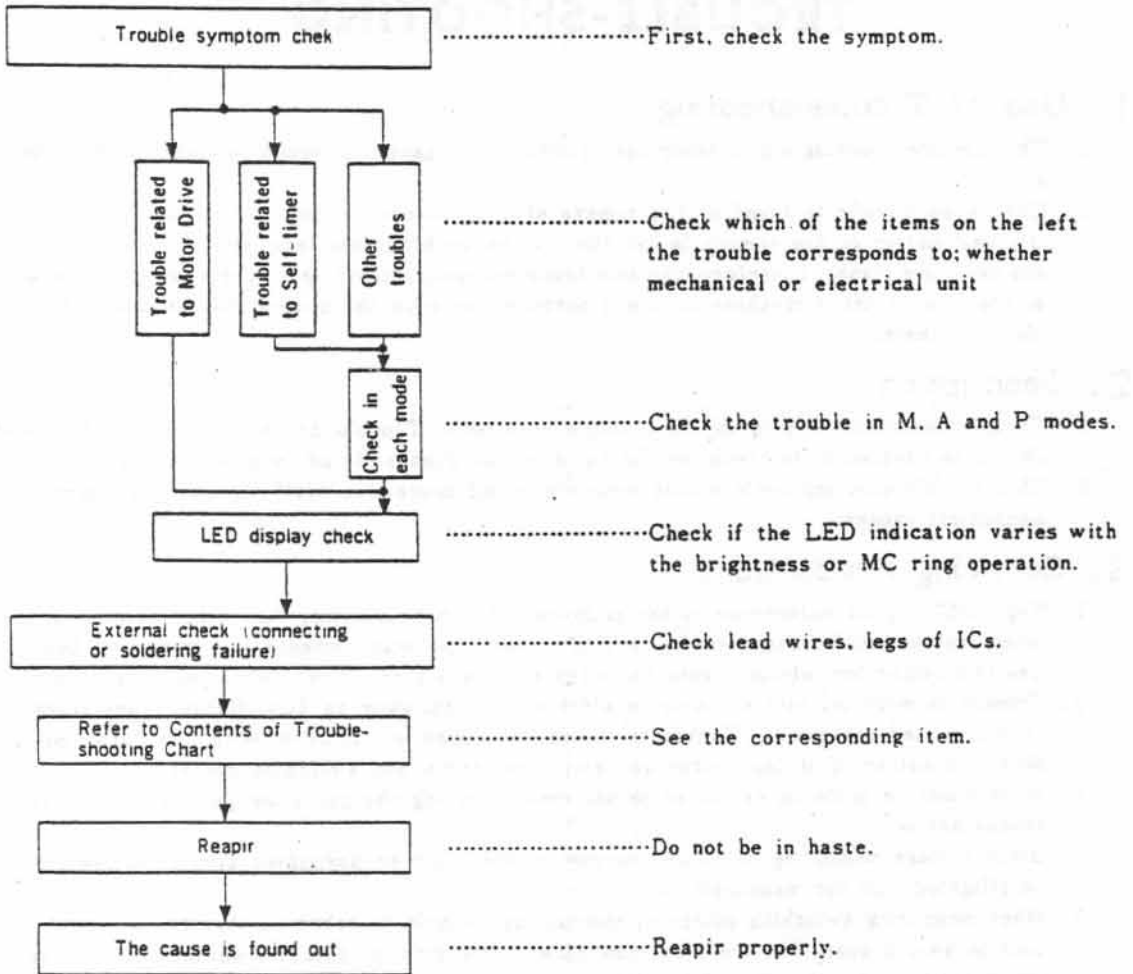 Trouble symptom chek
First, check the symptom.
Trouble related
to Motor Drive
Trouble related
to Self-timer
Other
troubles
Check which of the items on the left
the trouble corresponds to; whether
mechanical or electrical unit
Check in
each mode
Check the trouble in M, A and P modes.
LED display check
Check if the LED indication varies with
the brightness or MC ring operation.
External check (connecting
or soldering failure)
Check lead wires, legs of ICs.
Refer to Contents of Trouble-
shooting Chart
See the corresponding item.
Reapir
Do not be in haste.
The cause is found out
Reapir properly.